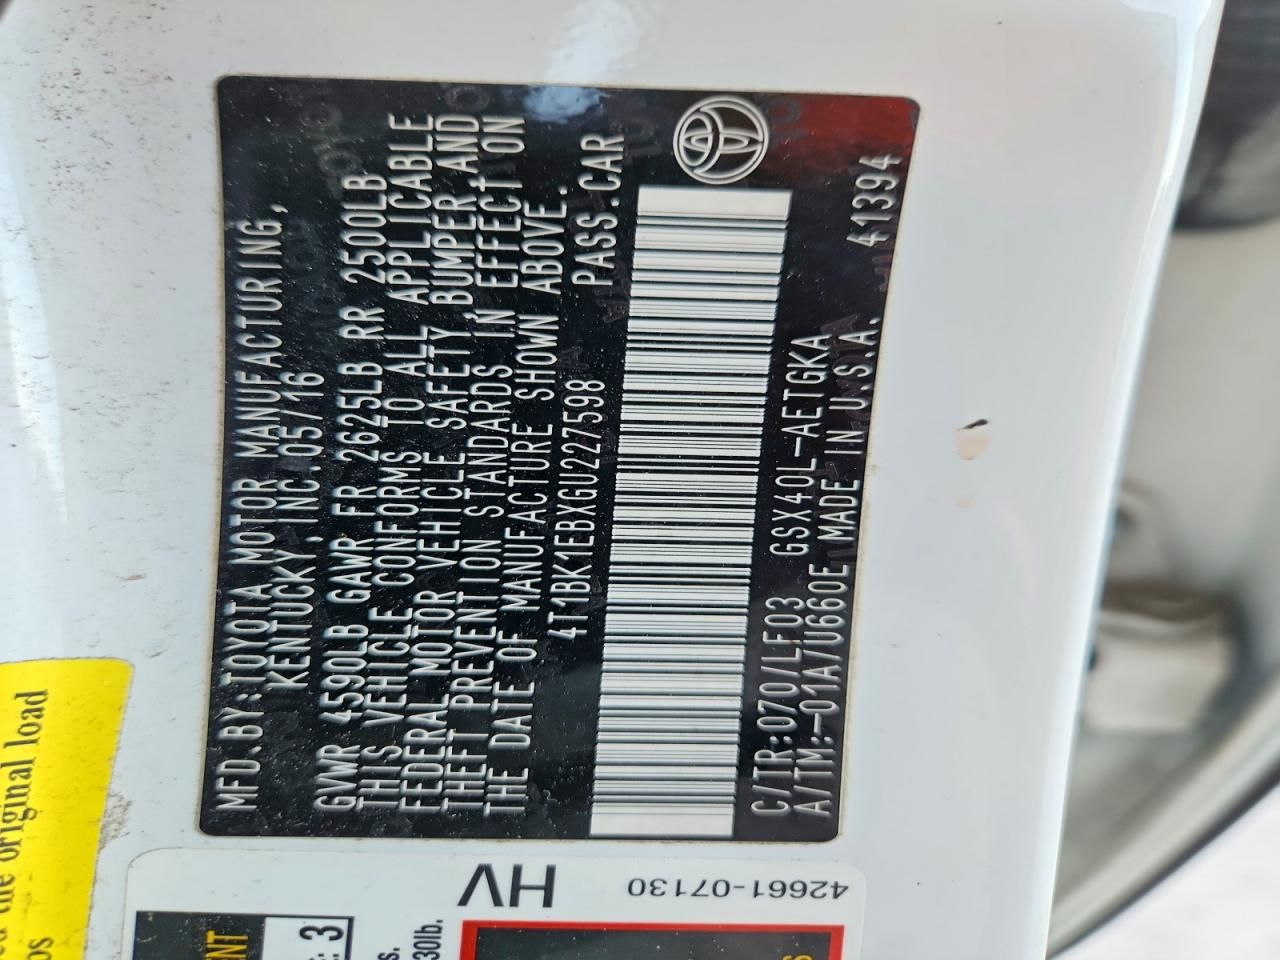 MFD.BY:TOYOTA MOTOR MANUFACTURING,
KENTUCKY,INC.05/16
GVWR 4590LB GAWR FR 2625LB RR 2500LB
THIS VEHICLE CONFORMS TO ALL APPLICABLE
FEDERAL MOTOR VEHICLE SAFETY,BUMPER,AND
THEFT PREVENTION STANDARDS IN EFFECT ON
THE DATE OF MANUFACTURE SHOWN ABOVE.
4T1BK1EBXGU227598 PASS.CAR
C/TR:070/LF03 GSX40L-AETGKA
A/TM:-01A/U660E MADE IN U.S.A. 41394
HV
42661-07130
the original load
30lb.